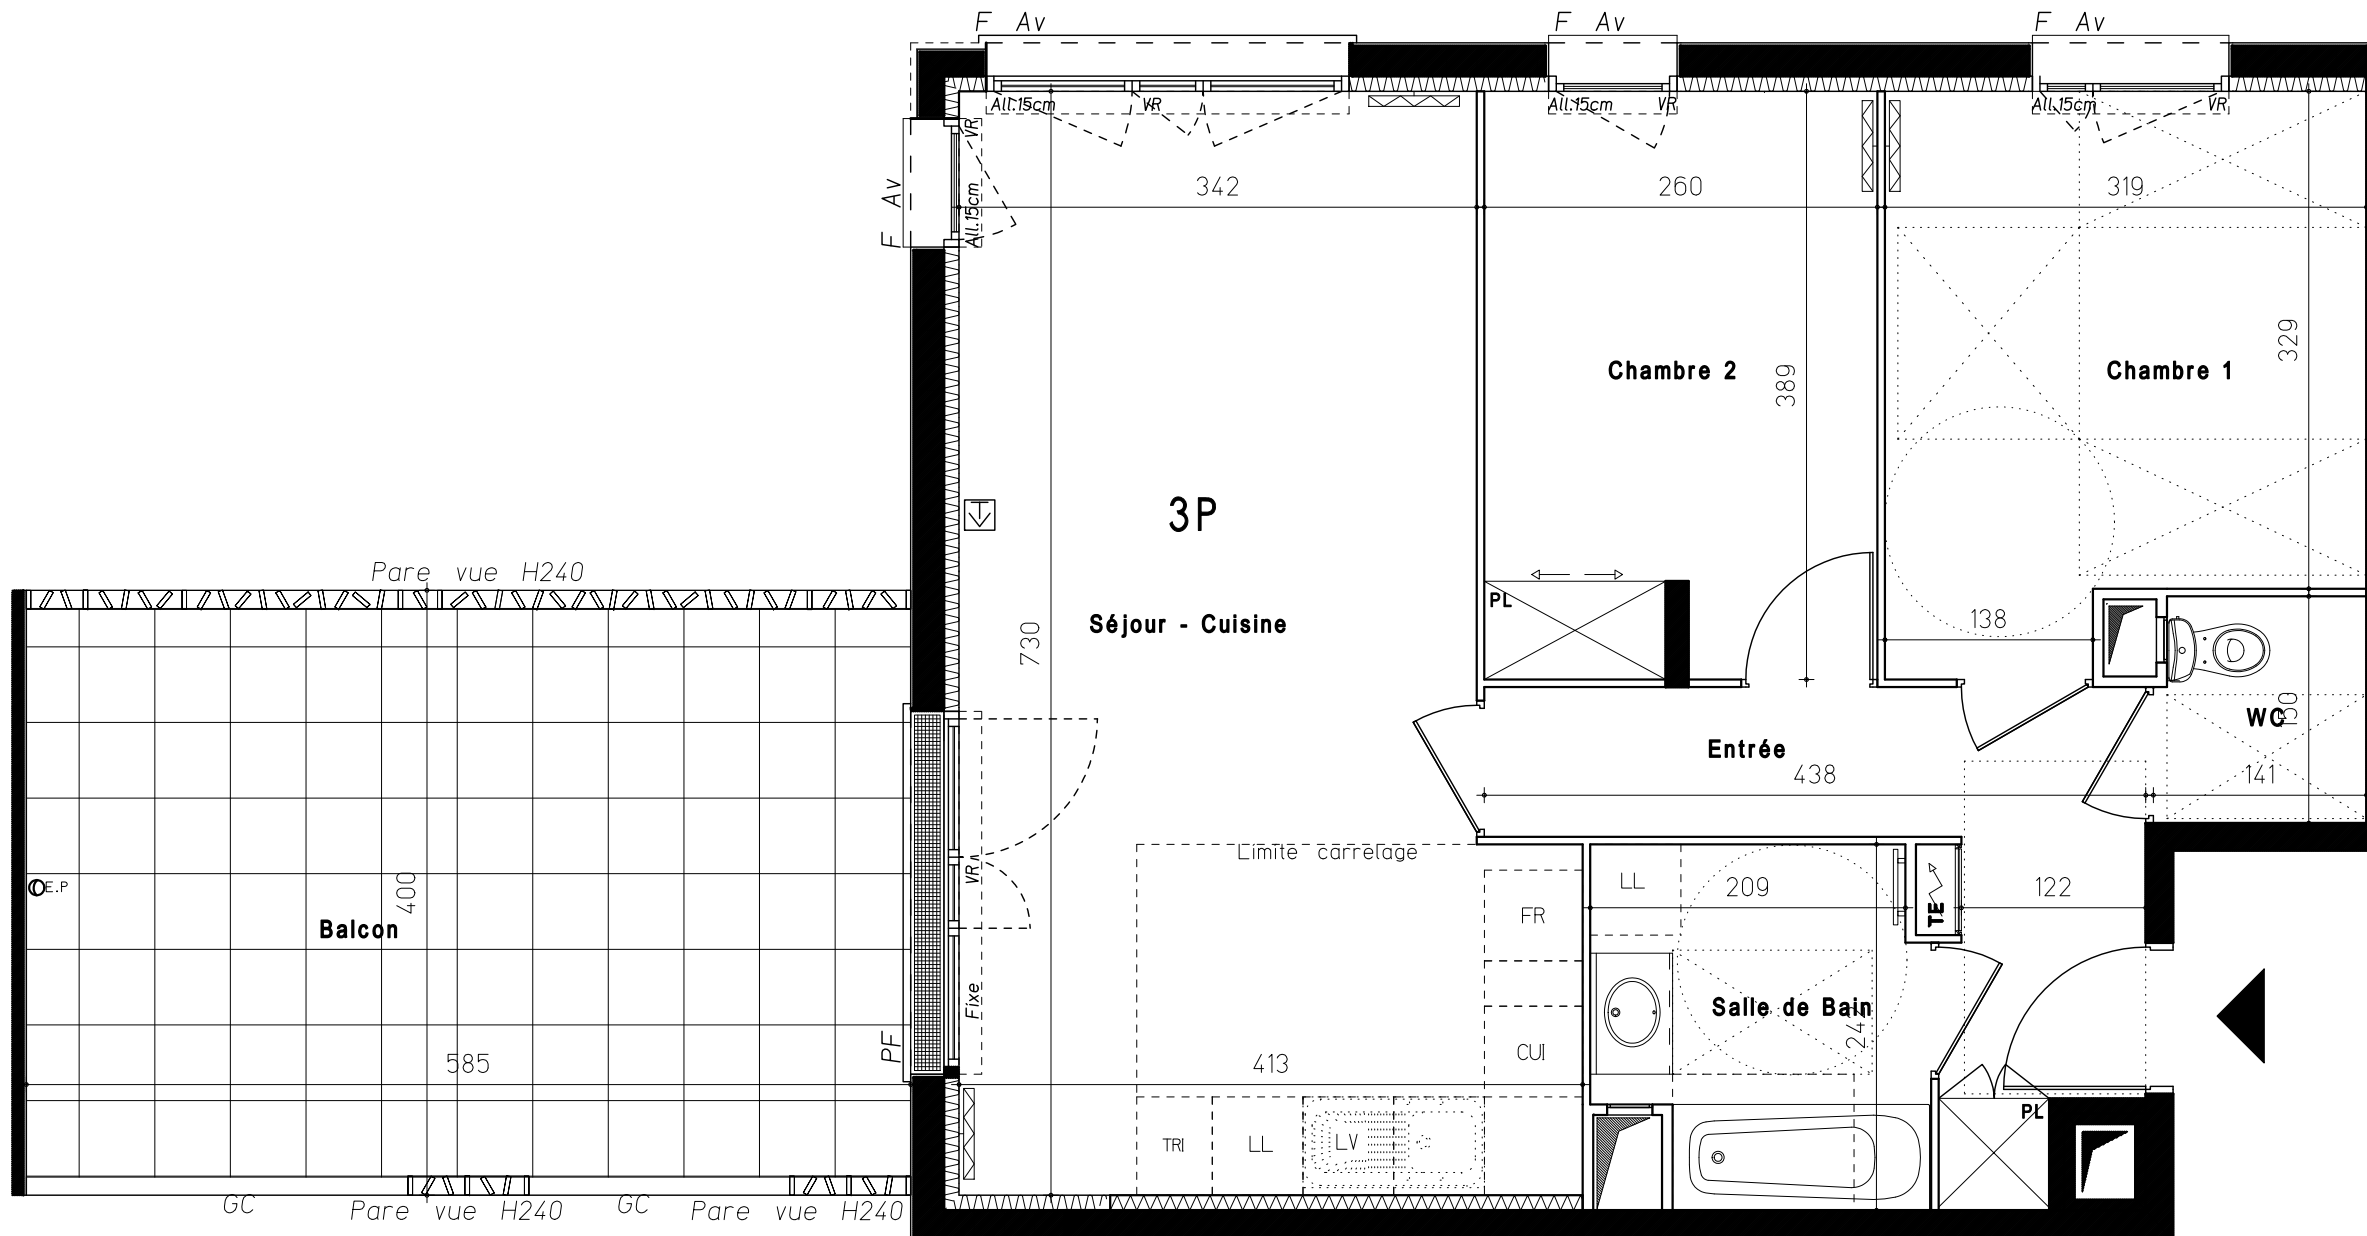 F Av
F Av
F Av
All.15cm
VR
All.15cm
VR
All.15cm
VR
VR
F Av
All.15cm
342
260
319
329
Chambre 2
389
Chambre 1
3P
Pare vue H240
PL
Séjour - Cuisine
730
138
WC
150
Entrée
438
141
Limite carrelage
VR
E.P
400
Balcon
LL
209
TE
122
FR
Fixe
Salle de Bain
PF
585
413
CUI
PL
TRI
LL
LV
GC
Pare vue H240
GC
Pare vue H240